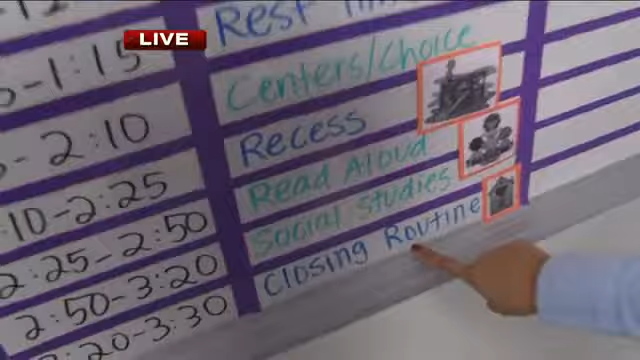 -12
Rest
LIVE
-1:15
Centers/Choice
-2:10
Recess
:10-2:25
Read Aloud
2:25-2:50
Social Studies
2:50-3:20
Closing Routine
:20-3:30